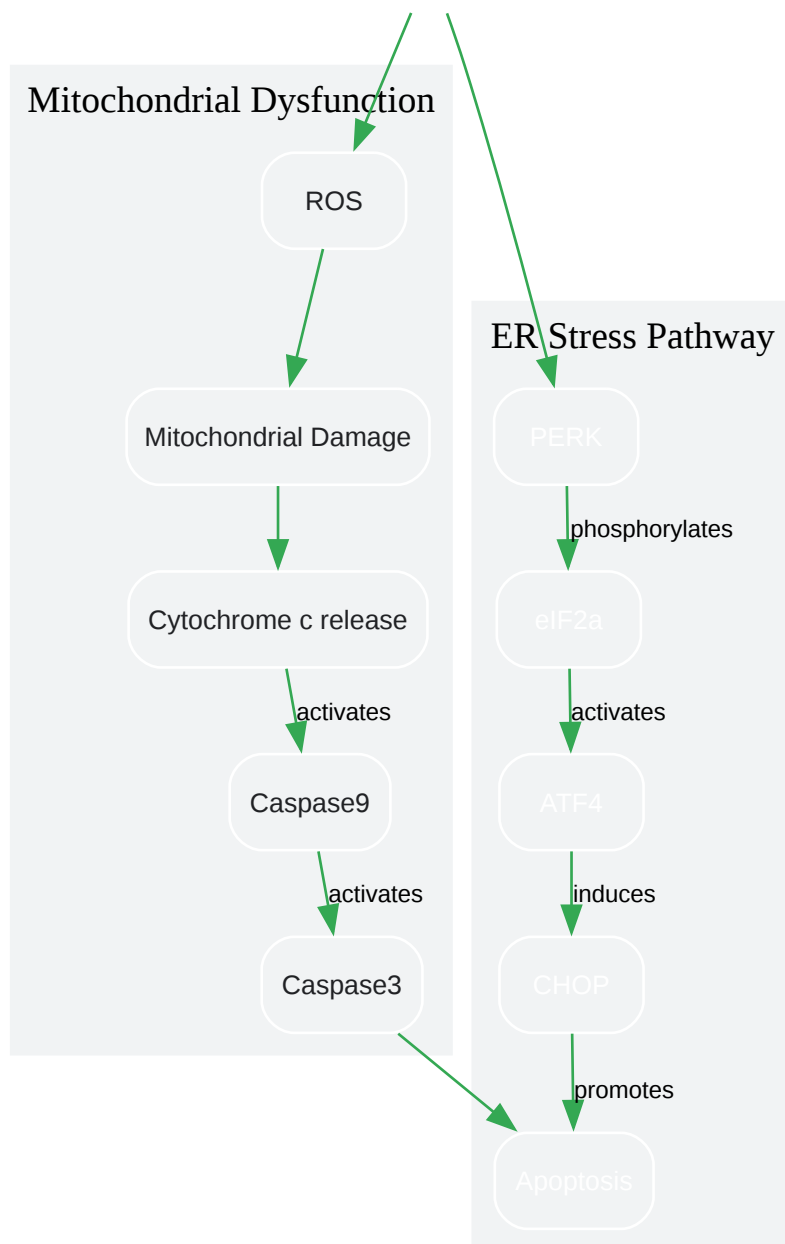 Mitochondrial Dysfunction
ROS
Mitochondrial Damage
Cytochrome c release
activates
Caspase9
activates
Caspase3
ER Stress Pathway
PERK
phosphorylates
eIF2a
activates
ATF4
induces
CHOP
promotes
Apoptosis